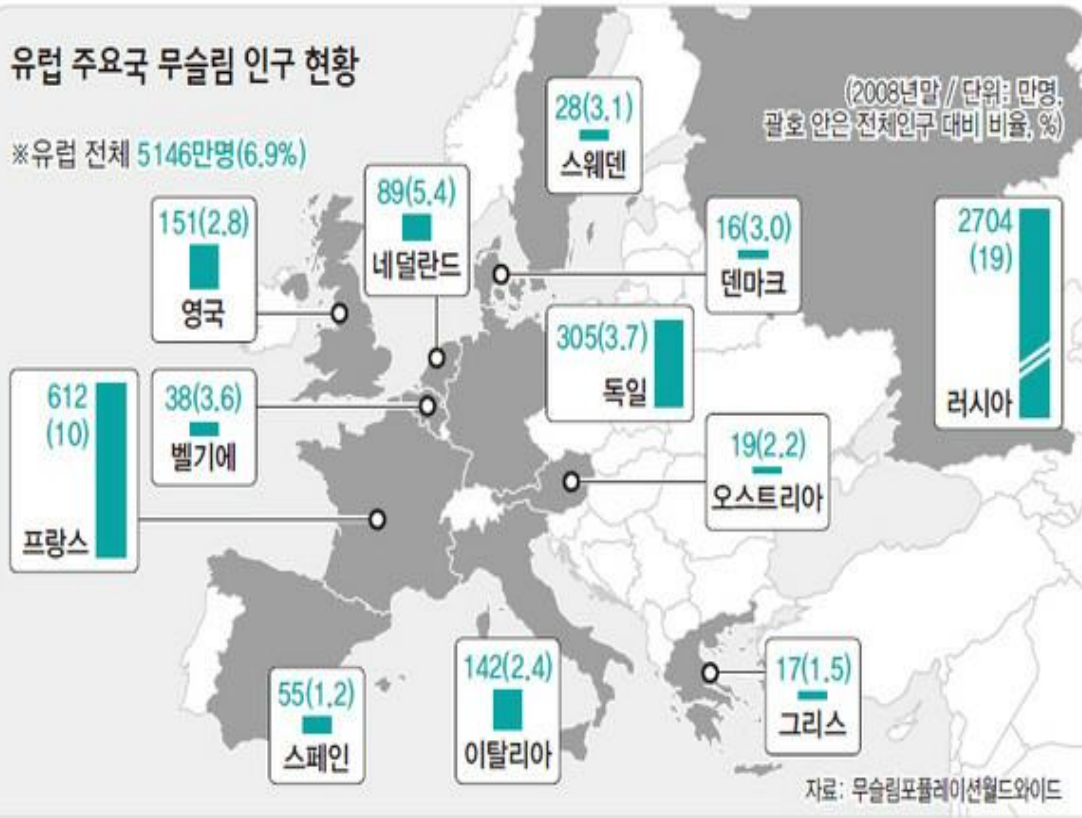 유럽 주요국 무슬림 인구 현황
(2008년말 / 단위: 만명,
괄호 안은 전체인구 대비 비율, %)
※유럽 전체 5146만명(6.9%)
28(3.1)
스웨덴
89(5.4)
네덜란드
151(2.8)
영국
16(3.0)
덴마크
2704
(19)
러시아
305(3.7)
독일
612
(10)
프랑스
38(3.6)
벨기에
19(2.2)
오스트리아
55(1.2)
스페인
142(2.4)
이탈리아
17(1.5)
그리스
자료: 무슬림포퓰레이션월드와이드